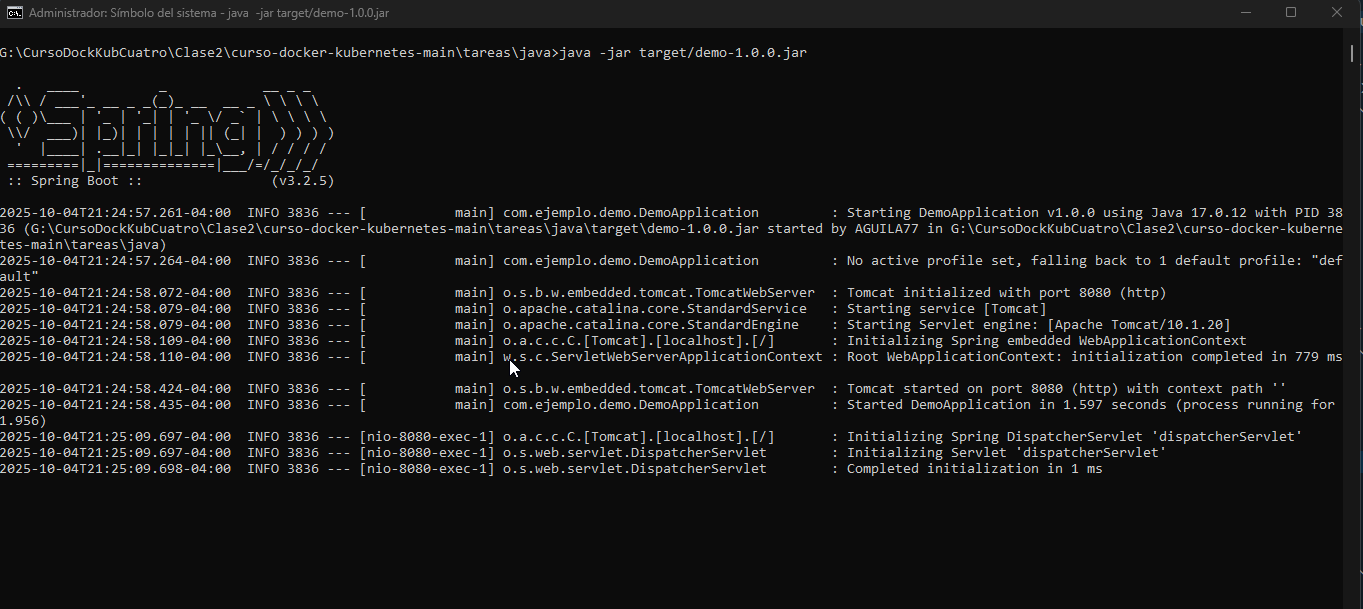 Administrador: Símbolo del sistema - java  -jar target/demo-1.0.0.jar
G:\CursoDockKubCuatro\Clase2\curso-docker-kubernetes-main\tareas\java>java -jar target/demo-1.0.0.jar
  .   ____          _            __ _ _
 /\\ / ___'_ __ _ _(_)_ __  __ _ \ \ \ \
( ( )\___ | '_ | '_| | '_ \/ _` | \ \ \ \
 \\/  ___)| |_)| | | | | || (_| |  ) ) ) )
  '  |____| .__|_| |_|_| |_\__, | / / / /
 =========|_|==============|___/=/_/_/_/
 :: Spring Boot ::                (v3.2.5)
2025-10-04T21:24:57.261-04:00  INFO 3836 --- [           main] com.ejemplo.demo.DemoApplication         : Starting DemoApplication v1.0.0 using Java 17.0.12 with PID 38
36 (G:\CursoDockKubCuatro\Clase2\curso-docker-kubernetes-main\tareas\java\target\demo-1.0.0.jar started by AGUILA77 in G:\CursoDockKubCuatro\Clase2\curso-docker-kuberne
tes-main\tareas\java)
2025-10-04T21:24:57.264-04:00  INFO 3836 --- [           main] com.ejemplo.demo.DemoApplication         : No active profile set, falling back to 1 default profile: "def
ault"
2025-10-04T21:24:58.072-04:00  INFO 3836 --- [           main] o.s.b.w.embedded.tomcat.TomcatWebServer  : Tomcat initialized with port 8080 (http)
2025-10-04T21:24:58.079-04:00  INFO 3836 --- [           main] o.apache.catalina.core.StandardService   : Starting service [Tomcat]
2025-10-04T21:24:58.079-04:00  INFO 3836 --- [           main] o.apache.catalina.core.StandardEngine    : Starting Servlet engine: [Apache Tomcat/10.1.20]
2025-10-04T21:24:58.109-04:00  INFO 3836 --- [           main] o.a.c.c.C.[Tomcat].[localhost].[/]       : Initializing Spring embedded WebApplicationContext
2025-10-04T21:24:58.110-04:00  INFO 3836 --- [           main] w.s.c.ServletWebServerApplicationContext : Root WebApplicationContext: initialization completed in 779 ms
2025-10-04T21:24:58.424-04:00  INFO 3836 --- [           main] o.s.b.w.embedded.tomcat.TomcatWebServer  : Tomcat started on port 8080 (http) with context path ''
2025-10-04T21:24:58.435-04:00  INFO 3836 --- [           main] com.ejemplo.demo.DemoApplication         : Started DemoApplication in 1.597 seconds (process running for
1.956)
2025-10-04T21:25:09.697-04:00  INFO 3836 --- [nio-8080-exec-1] o.a.c.c.C.[Tomcat].[localhost].[/]       : Initializing Spring DispatcherServlet 'dispatcherServlet'
2025-10-04T21:25:09.697-04:00  INFO 3836 --- [nio-8080-exec-1] o.s.web.servlet.DispatcherServlet        : Initializing Servlet 'dispatcherServlet'
2025-10-04T21:25:09.698-04:00  INFO 3836 --- [nio-8080-exec-1] o.s.web.servlet.DispatcherServlet        : Completed initialization in 1 ms